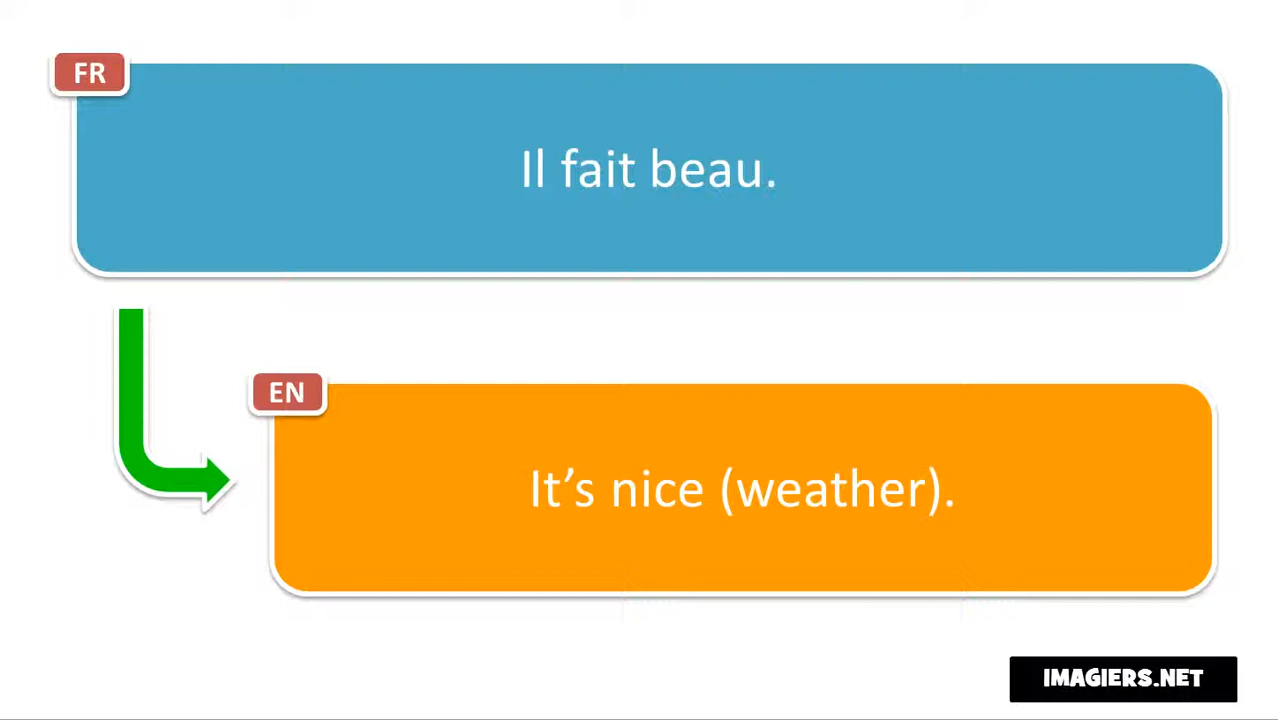 FR
Il fait beau.
EN
It’s nice (weather).
IMAGIERS.NET